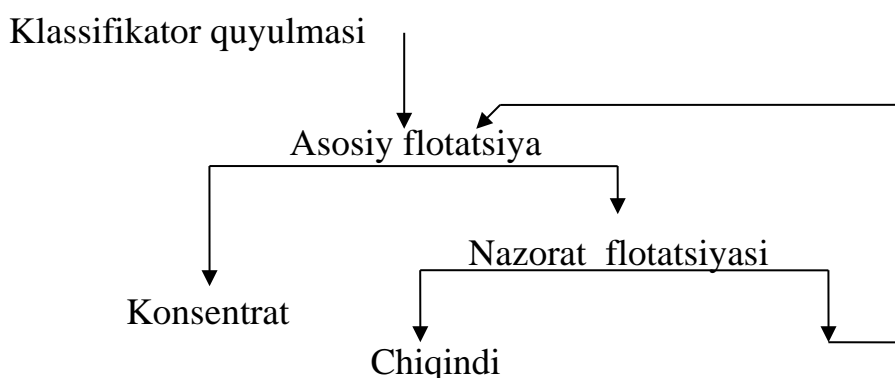 Klassifikator quyulmasi
Asosiy flotatsiya
Nazorat flotatsiyasi
Konsentrat
Chiqindi